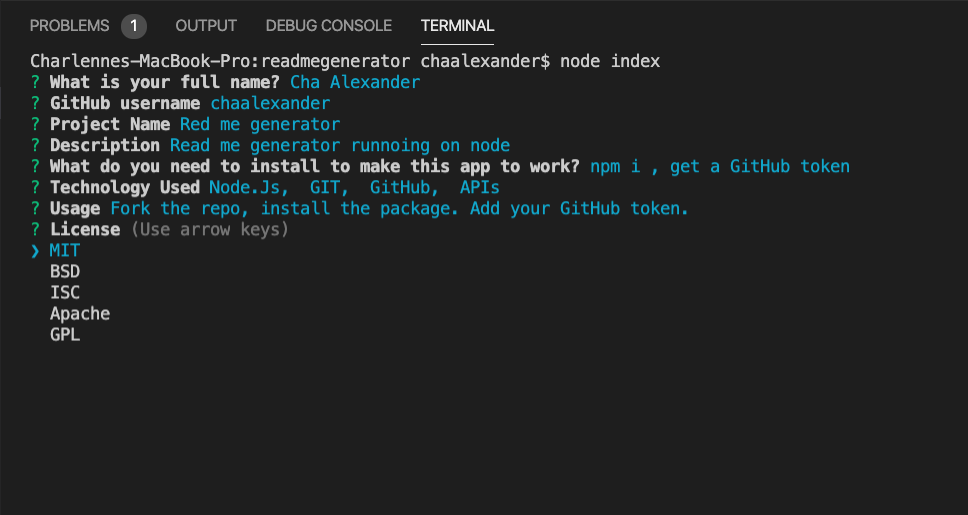 PROBLEMS 1 OUTPUT DEBUG CONSOLE TERMINAL
Charlennes-MacBook-Pro:readmegenerator chaalexander$ node index
? What is your full name? Cha Alexander
? GitHub username chaalexander
? Project Name Red me generator
? Description Read me generator runnoing on node
? What do you need to install to make this app to work? npm i , get a GitHub token
? Technology Used Node.Js,  GIT,  GitHub,  APIs
? Usage Fork the repo, install the package. Add your GitHub token.
? License (Use arrow keys)
❯ MIT
BSD
ISC
Apache
GPL